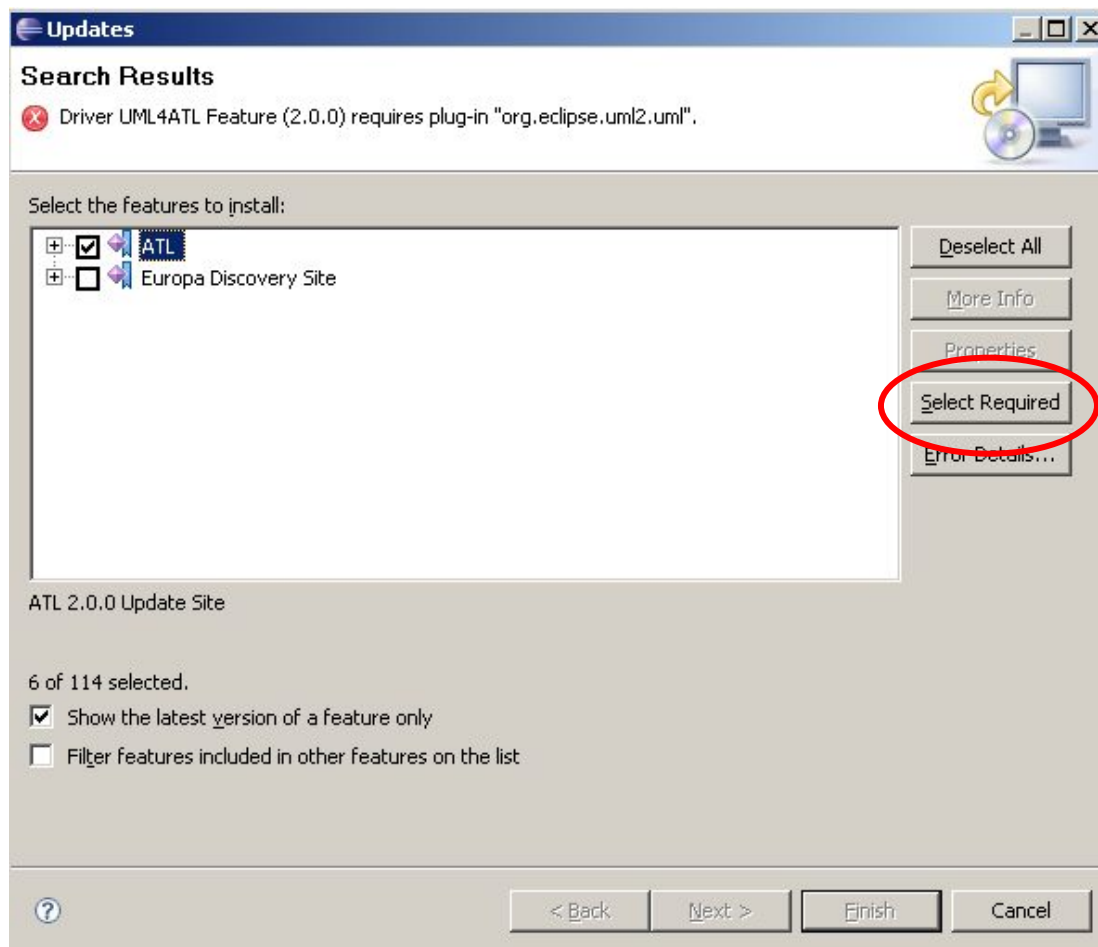 Updates
Search Results
Driver UML4ATL Feature (2.0.0) requires plug-in "org.eclipse.uml2.uml".
Select the features to install:
ATL
Europa Discovery Site
Deselect All
More Info
Properties
Select Required
Error Details...
ATL 2.0.0 Update Site
6 of 114 selected.
Show the latest version of a feature only
Filter features included in other features on the list
< Back
Next >
Finish
Cancel